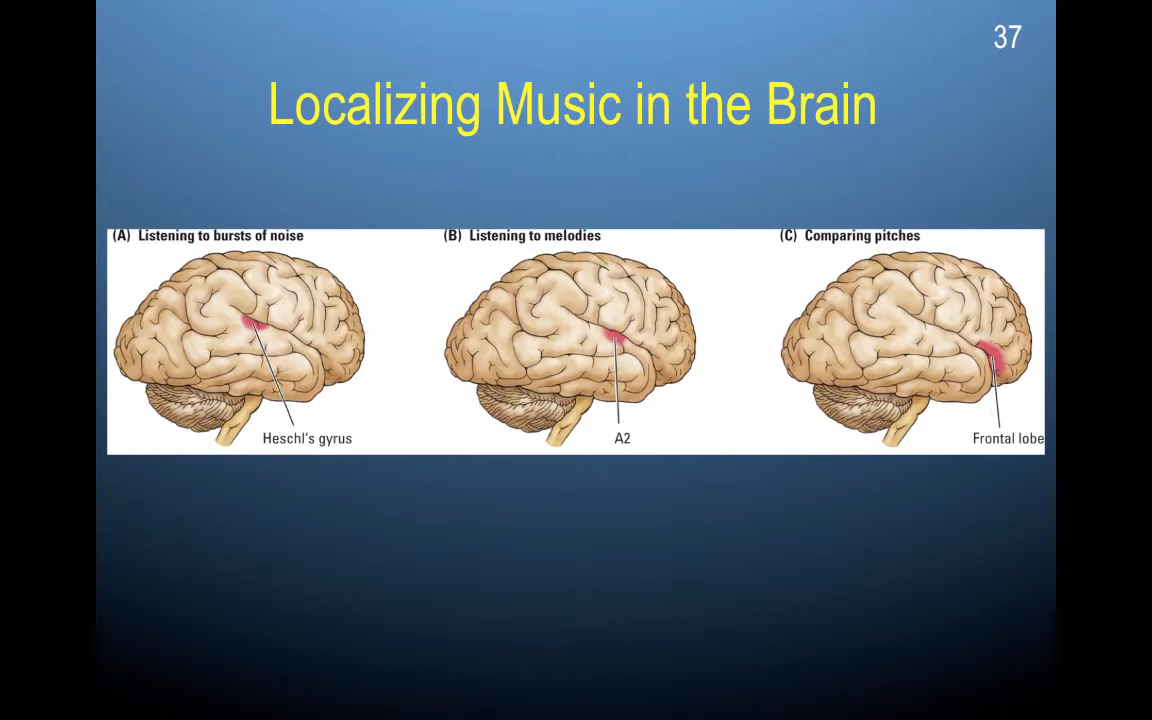 37
Localizing Music in the Brain
(A) Listening to bursts of noise
(B) Listening to melodies
(C) Comparing pitches
Heschl's gyrus
A2
Frontal lobe